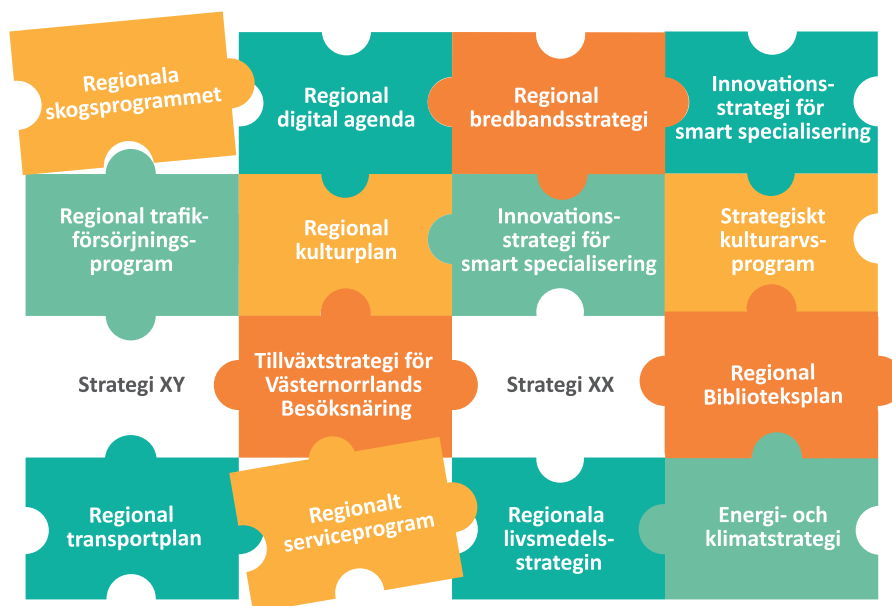 Regionala
skogsprogrammet
Regional
digital agenda
Regional
bredbandsstrategi
Innovations-
strategi för
smart specialisering
Regional trafik-
försörjnings-
program
Regional
kulturplan
Innovations-
strategi för
smart specialisering
Strategiskt
kulturarvs-
program
Strategi XY
Tillväxtstrategi för
Västernorrlands
Besöksnäring
Strategi XX
Regional
Biblioteksplan
Regional
transportplan
Regionalt
serviceprogram
Regionala
livsmedels-
strategin
Energi- och
klimatstrategi